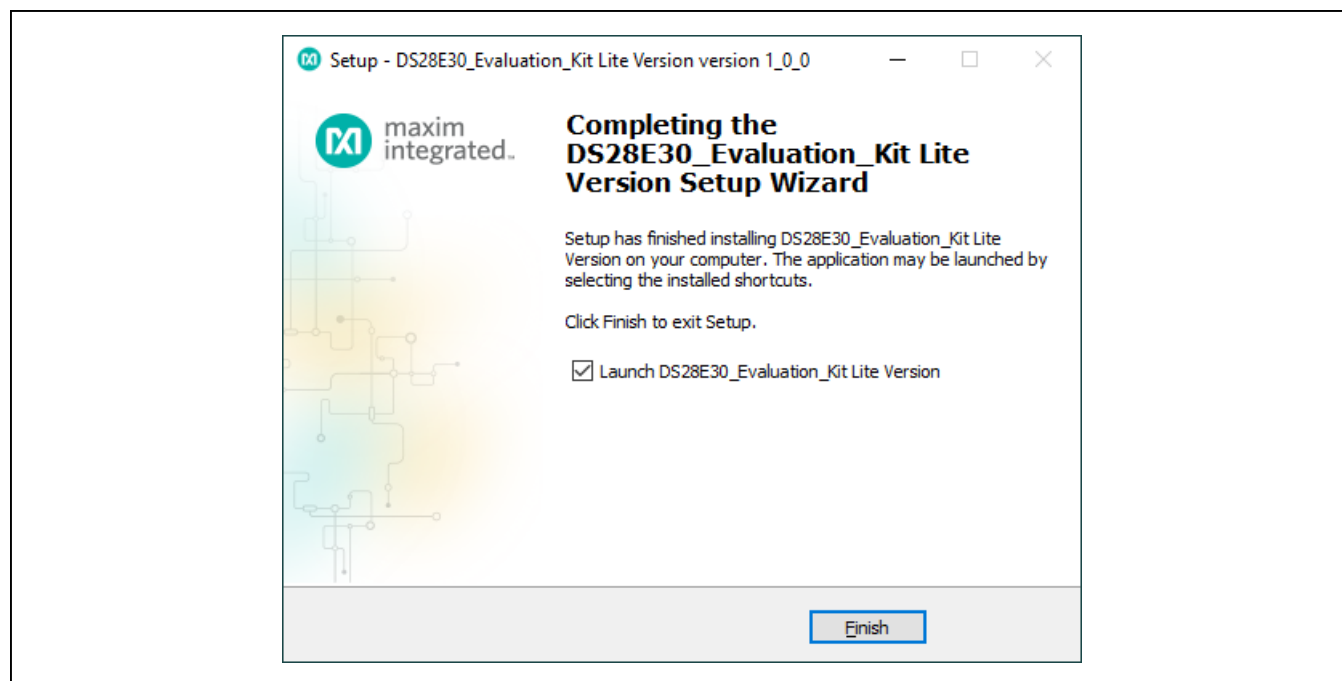 Setup - DS28E30_Evaluation_Kit Lite Version version 1_0_0
maxim
integrated™
Completing the
DS28E30_Evaluation_Kit Lite
Version Setup Wizard
Setup has finished installing DS28E30_Evaluation_Kit Lite
Version on your computer. The application may be launched by
selecting the installed shortcuts.
Click Finish to exit Setup.
Launch DS28E30_Evaluation_Kit Lite Version
Finish